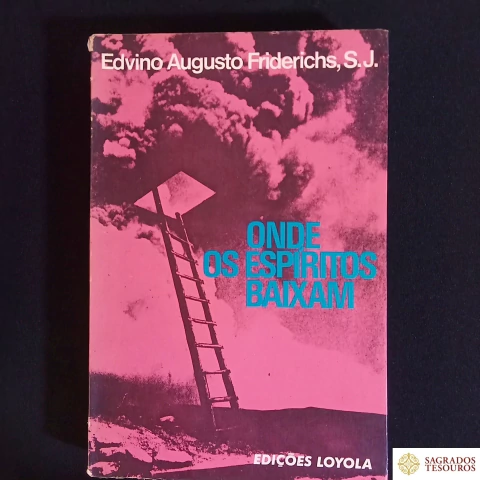 Edvino Augusto Friderichs, S.J.
ONDE
OS ESPÍRITOS
BAIXAM
EDIÇÕES LOYOLA
SAGRADOS
TESOUROS